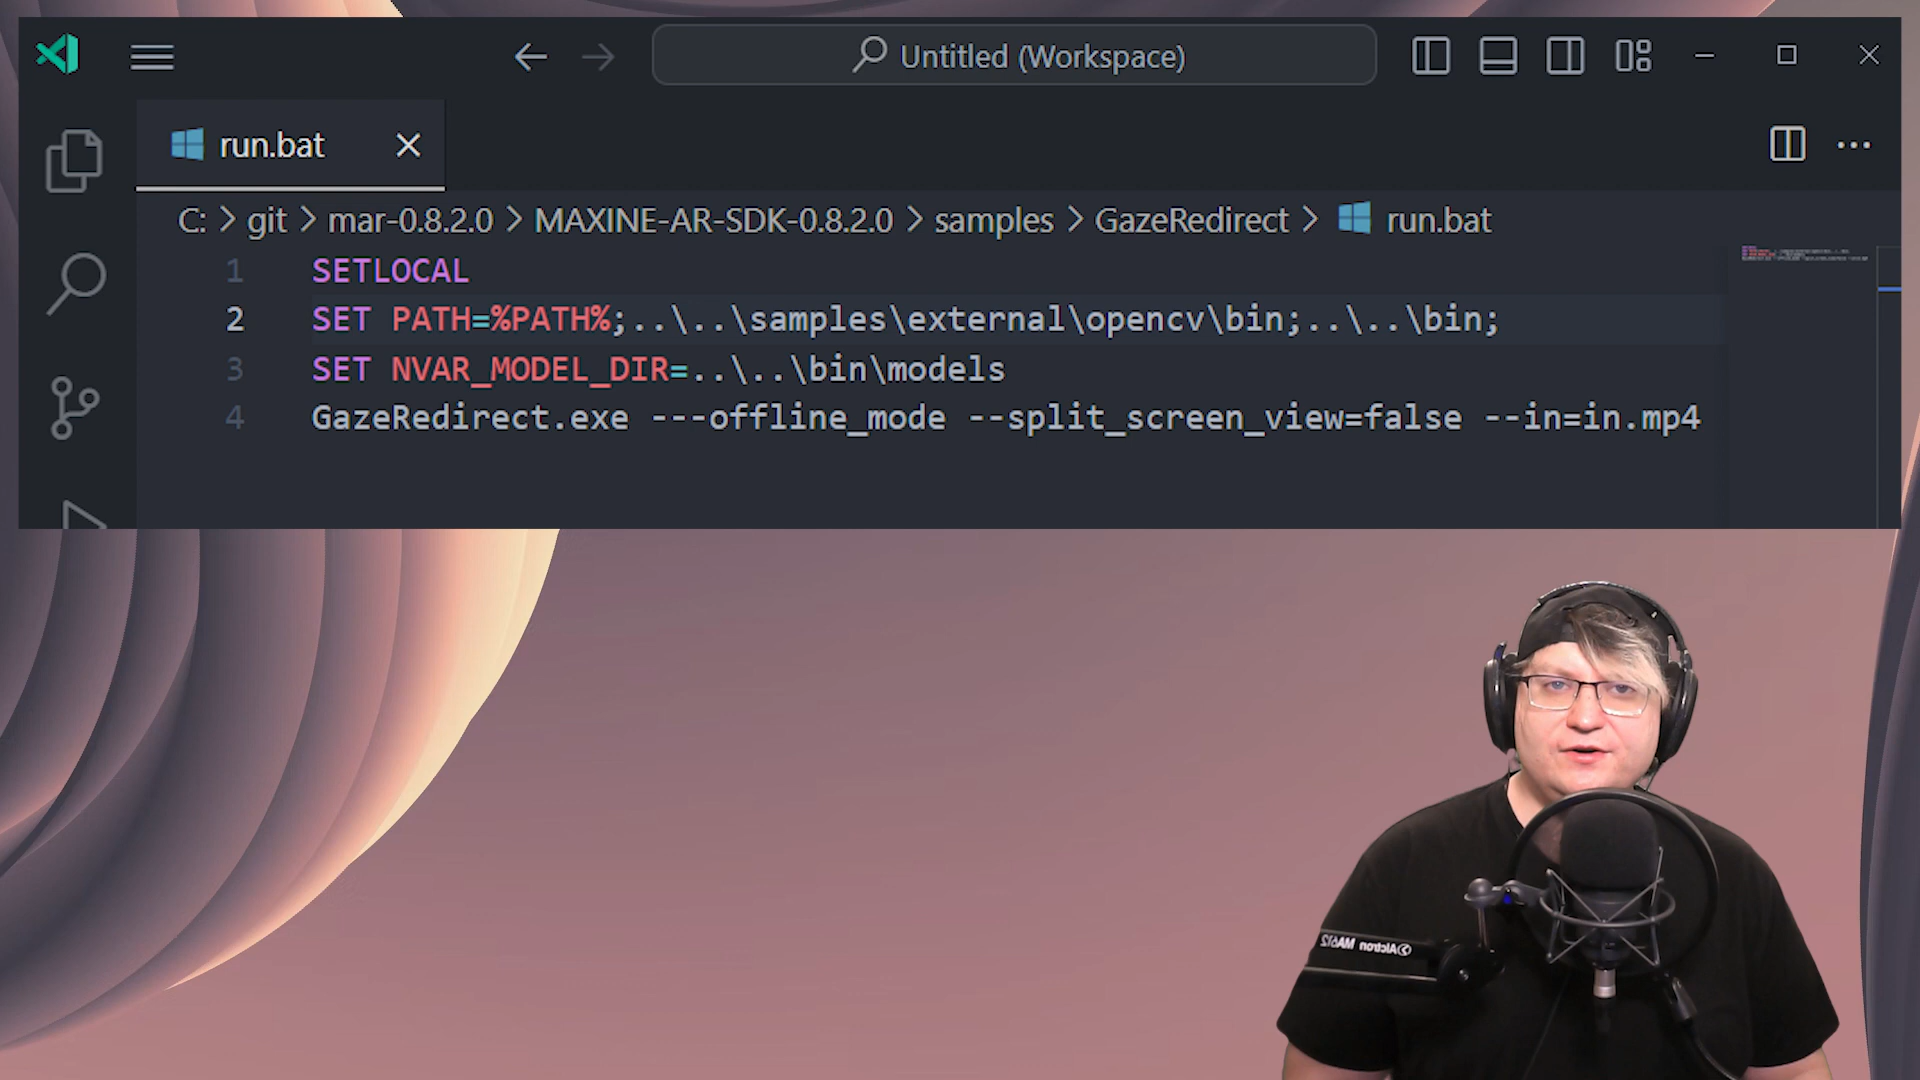 Untitled (Workspace)
run.bat
C: > git > mar-0.8.2.0 > MAXINE-AR-SDK-0.8.2.0 > samples > GazeRedirect > run.bat
1 SETLOCAL
2 SET PATH=%PATH%;..\..\samples\external\opencv\bin;..\..\bin;
3 SET NVAR_MODEL_DIR=..\..\bin\models
4 GazeRedirect.exe ---offline_mode --split_screen_view=false --in=in.mp4
Alctron MA612